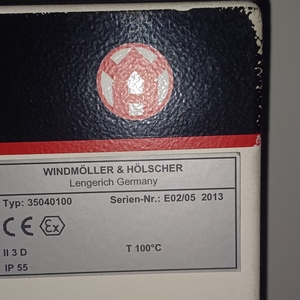 WINDMÖLLER & HÖLSCHER
Lengerich Germany
Typ: 35040100 Serien-Nr.: E02/05 2013
CE Ex
II 3 D T 100°C
IP 55